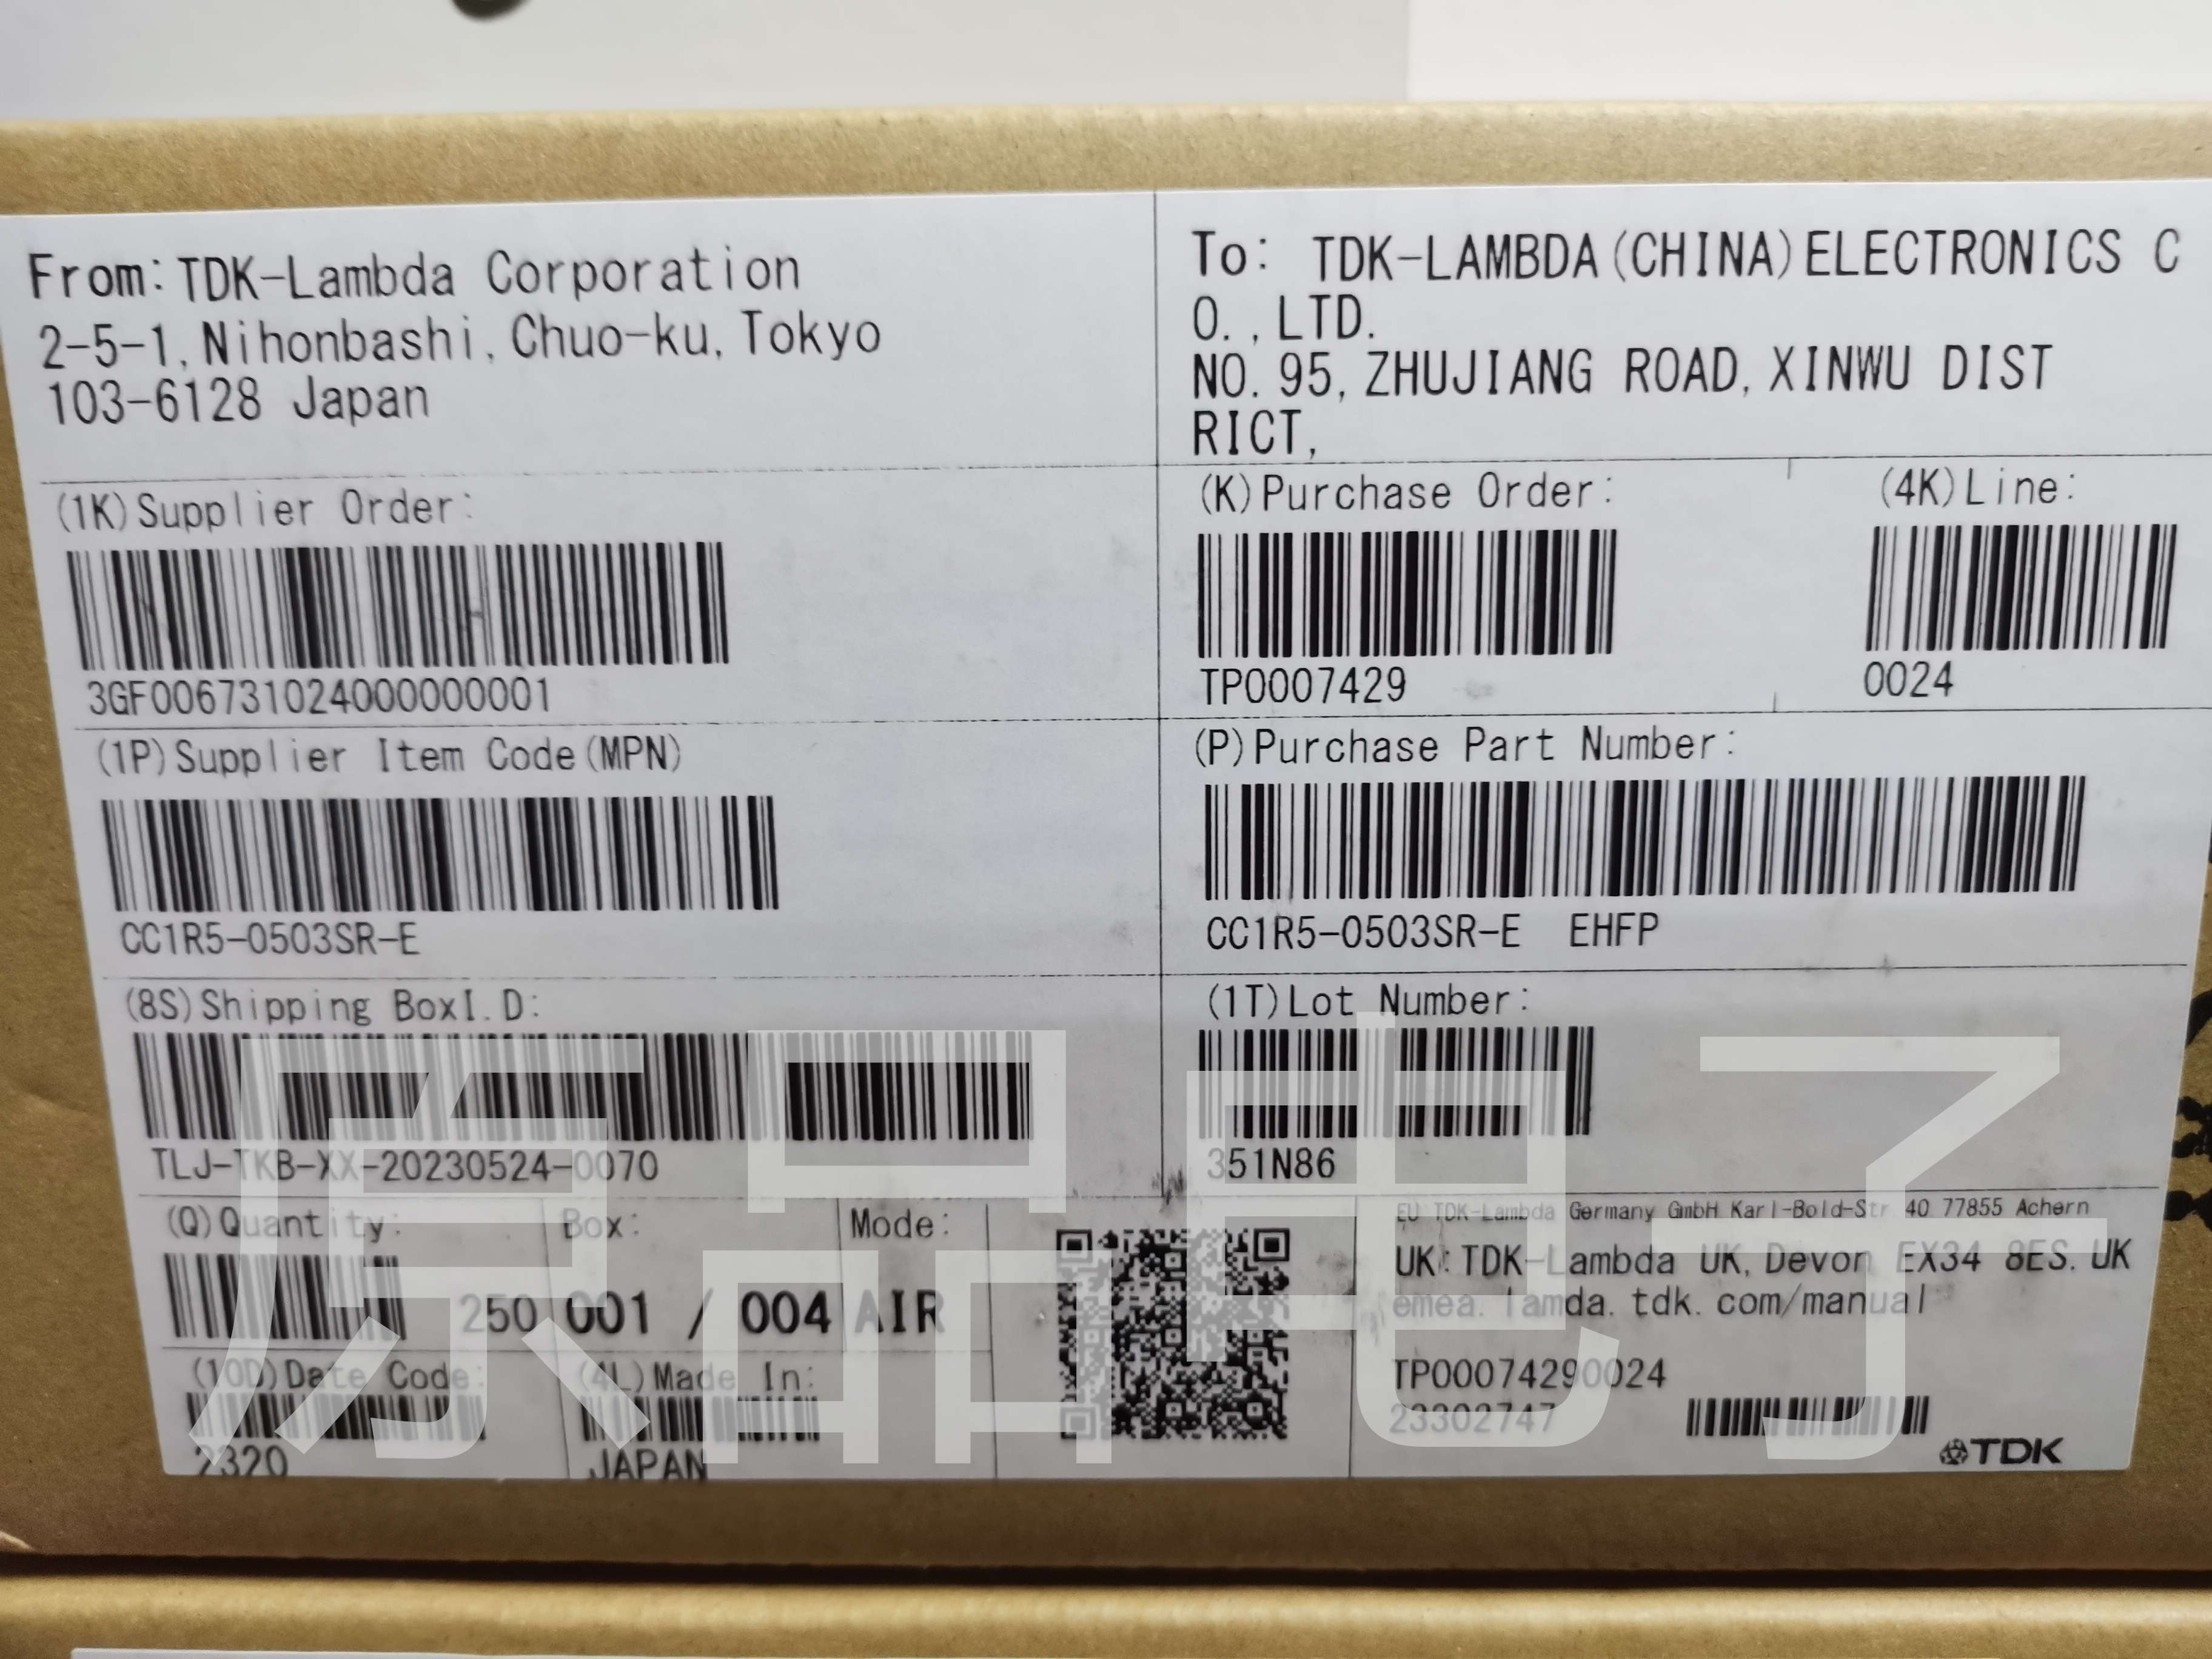 From: TDK-Lambda Corporation
2-5-1, Nihonbashi, Chuo-ku, Tokyo
103-6128 Japan
To: TDK-LAMBDA(CHINA)ELECTRONICS C
O.,LTD.
NO. 95, ZHUJIANG ROAD, XINWU DIST
RICT,
(1K)Supplier Order:
3GF006731024000000001
(K)Purchase Order:
TP0007429
(4K)Line:
0024
(1P)Supplier Item Code(MPN)
CC1R5-0503SR-E
(P)Purchase Part Number:
CC1R5-0503SR-E EHFP
(8S)Shipping BoxI.D:
TLJ-TKB-XX-20230524-0070
(1T)Lot Number:
351N86
(Q)Quantity:
250
Box:
001 / 004
Mode:
AIR
(10D)Date Code:
2320
(4L)Made In:
JAPAN
EU TDK-Lambda Germany GmbH Karl-Bold-Str 40 77855 Achern
UK: TDK-Lambda UK, Devon EX34 8ES. UK
emea. lamda. tdk. com/manual
TP00074290024
23302747
TDK
原品电子